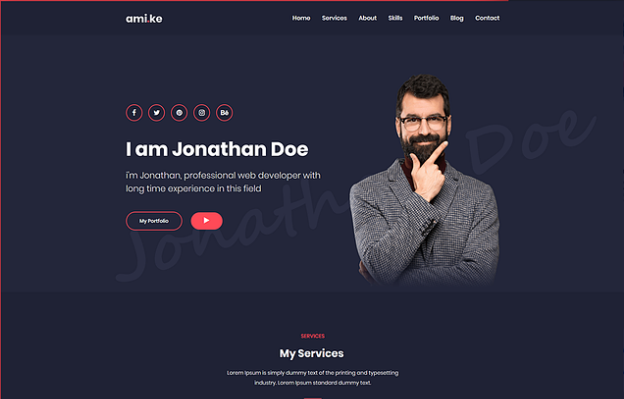 ami.ke
Home Services About Skills Portfolio Blog Contact
I am Jonathan Doe
i'm Jonathan, professional web developer with
long time experience in this field
My Portfolio
Jonathan Doe
SERVICES
My Services
Lorem Ipsum is simply dummy text of the printing and typesetting
industry. Lorem Ipsum standard dummy text.